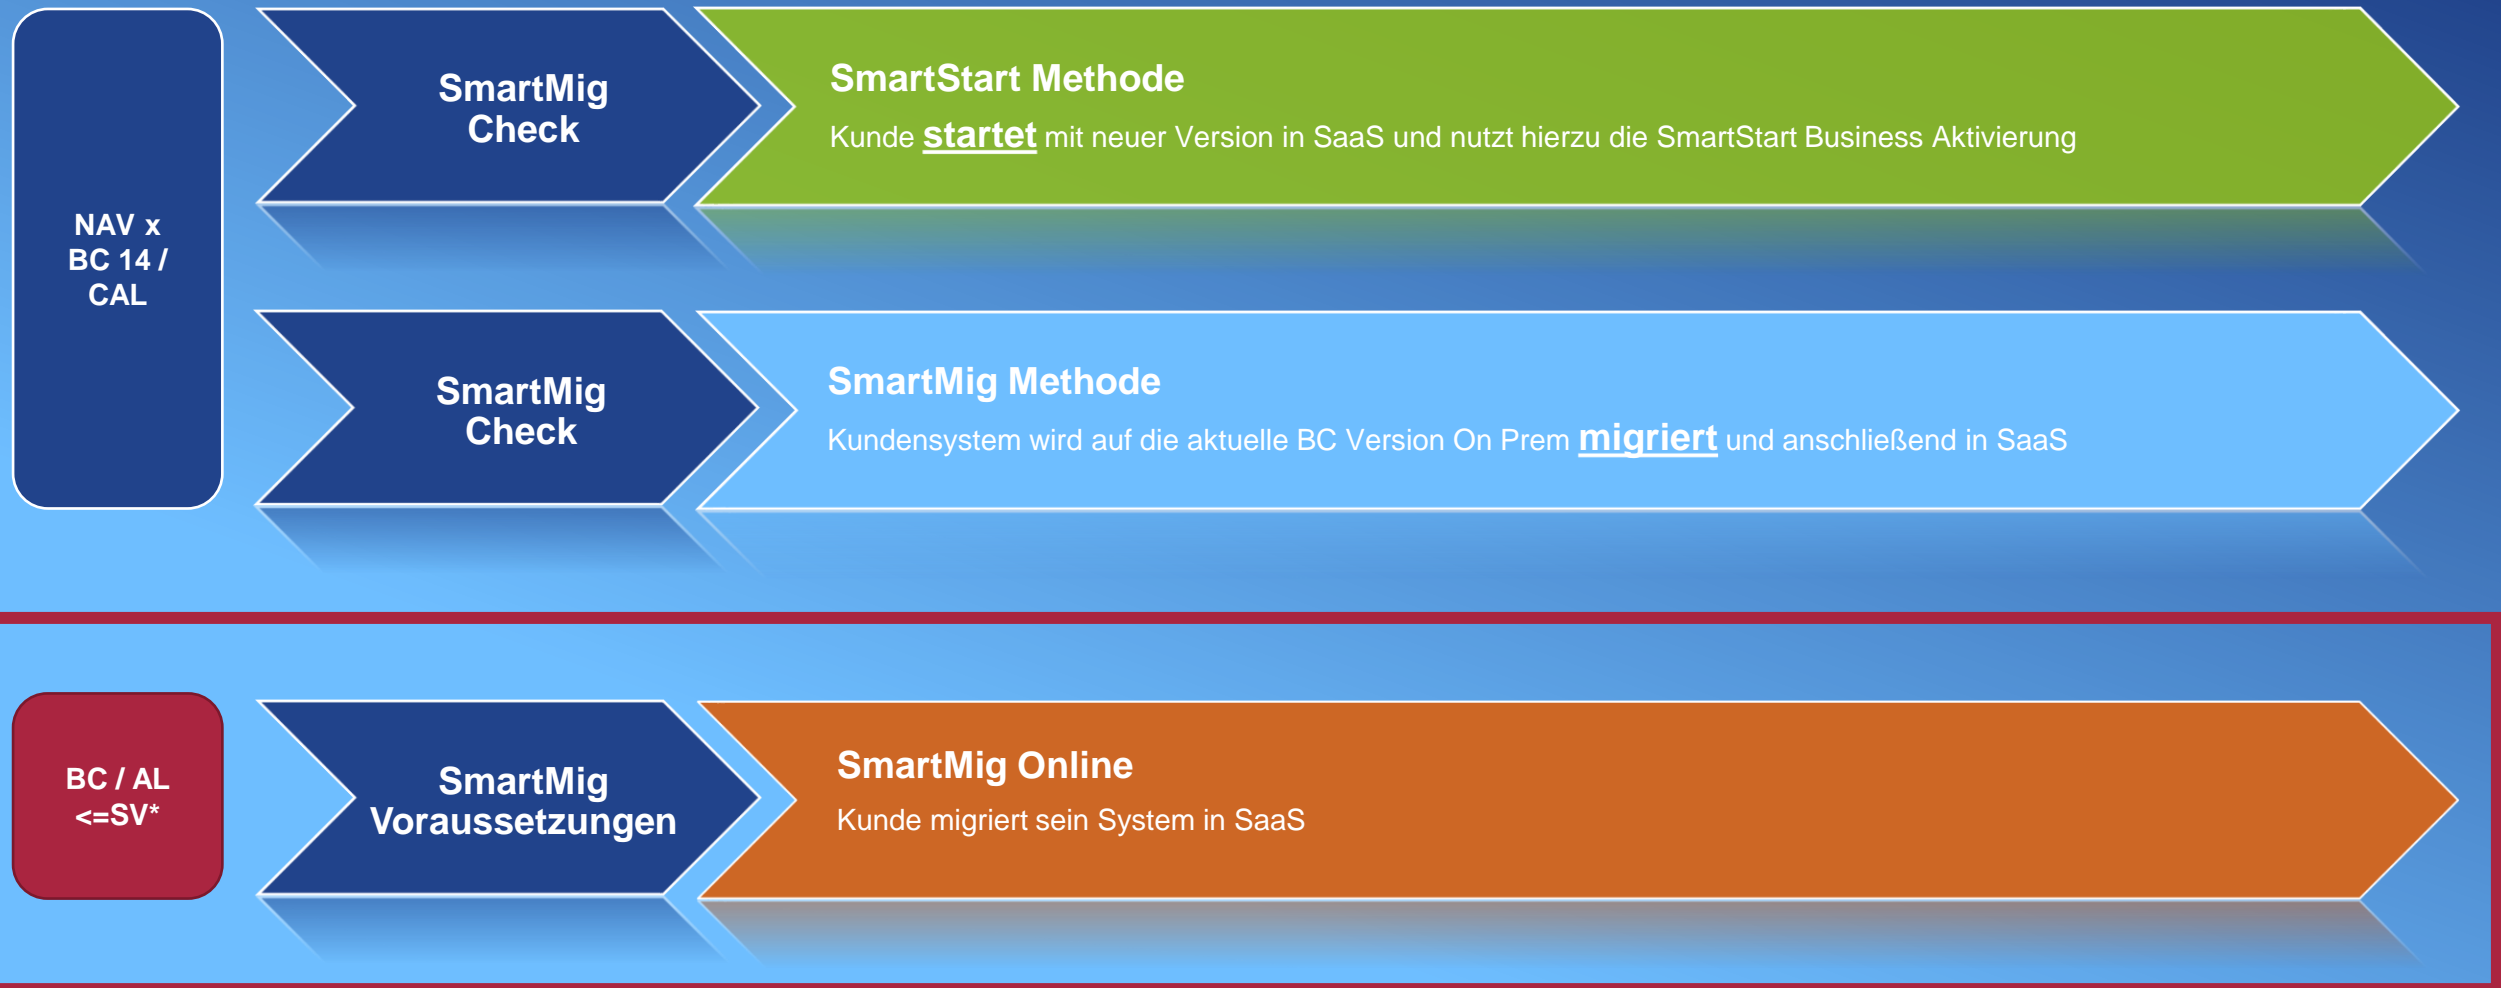 NAV x
BC 14 /
CAL
SmartMig
Check
SmartStart Methode
Kunde startet mit neuer Version in SaaS und nutzt hierzu die SmartStart Business Aktivierung
SmartMig
Check
SmartMig Methode
Kundensystem wird auf die aktuelle BC Version On Prem migriert und anschließend in SaaS
BC / AL
<=SV*
SmartMig
Voraussetzungen
SmartMig Online
Kunde migriert sein System in SaaS